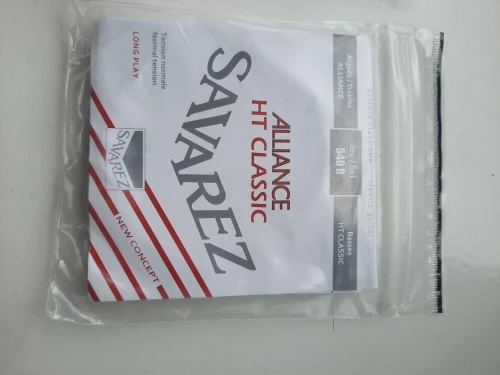 Aiguës / Trebles
ALLIANCE
Jeu / Set
540 R
Basses
HT CLASSIC
ALLIANCE
HT CLASSIC
SAVAREZ
Tension normale
Normal tension
LONG PLAY
SAVAREZ
NEW CONCEPT